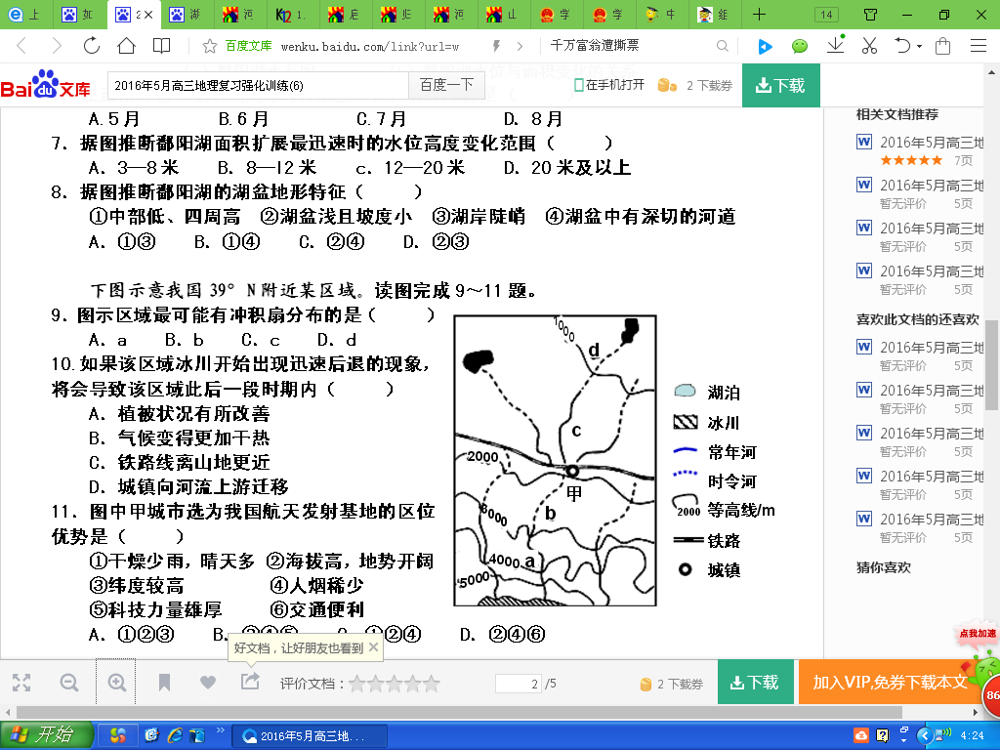 上 如 2 湖 河 1. 启 归 河 山 学 学 中 组 14
百度文库 wenku.baidu.com/link?url=w 千万富翁遭撕票
Bai du 文库 2016年5月高三地理复习强化训练(6) 百度一下 在手机打开 2 下载券 下载
A.5月 B.6月 C.7月 D. 8月
7. 据图推断鄱阳湖面积扩展最迅速时的水位高度变化范围( )
A. 3—8米 B. 8—l2米 c. 12—20米 D. 20米及以上
8. 据图推断鄱阳湖的湖盆地形特征( )
①中部低、四周高 ②湖盆浅且坡度小 ③湖岸陡峭 ④湖盆中有深切的河道
A. ①③ B. ①④ C. ②④ D. ②③
下图示意我国 39° N 附近某区域。读图完成 9～11 题。
9. 图示区域最可能有冲积扇分布的是( )
A. a B. b C. c D. d
10.如果该区域冰川开始出现迅速后退的现象,
将会导致该区域此后一段时期内( )
A. 植被状况有所改善
B. 气候变得更加干热
C. 铁路线离山地更近
D. 城镇向河流上游迁移
11. 图中甲城市选为我国航天发射基地的区位
优势是( )
①干燥少雨，晴天多 ②海拔高，地势开阔
③纬度较高 ④人烟稀少
⑤科技力量雄厚 ⑥交通便利
A. ①②③ B. ③④⑤ C. ①②④ D. ②④⑥
1000
d
c
2000
甲
b
3000
4000
a
5000
湖泊
冰川
常年河
时令河
2000 等高线/m
铁路
城镇
相关文档推荐
2016年5月高三地
7页
2016年5月高三地
暂无评价 5页
2016年5月高三地
暂无评价 5页
2016年5月高三地
暂无评价 5页
喜欢此文档的还喜欢
2016年5月高三地
暂无评价 5页
2016年5月高三地
暂无评价 5页
2016年5月高三地
暂无评价 5页
2016年5月高三地
暂无评价 5页
2016年5月高三地
暂无评价 5页
猜你喜欢
点我加速
86
好文档，让好朋友也看到
评价文档： 2 /5 2 下载券 下载 加入VIP,免券下载本文
开始 2016年5月高三地... 4:24